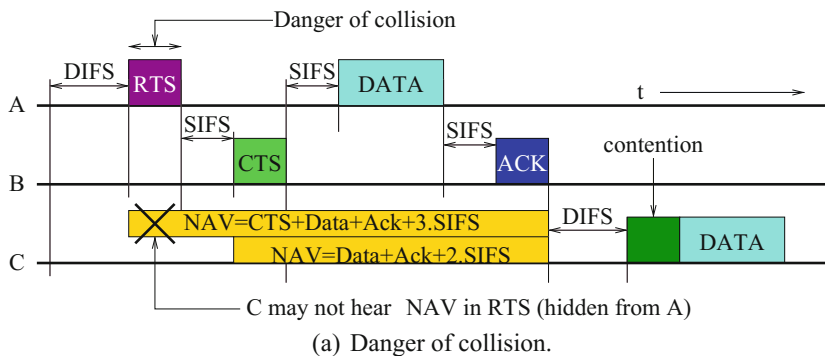 Danger of collision
DIFS
RTS
SIFS
DATA
t
A
SIFS
CTS
SIFS
ACK
contention
B
NAV=CTS+Data+Ack+3.SIFS
DIFS
NAV=Data+Ack+2.SIFS
DATA
C
C may not hear NAV in RTS (hidden from A)
(a) Danger of collision.